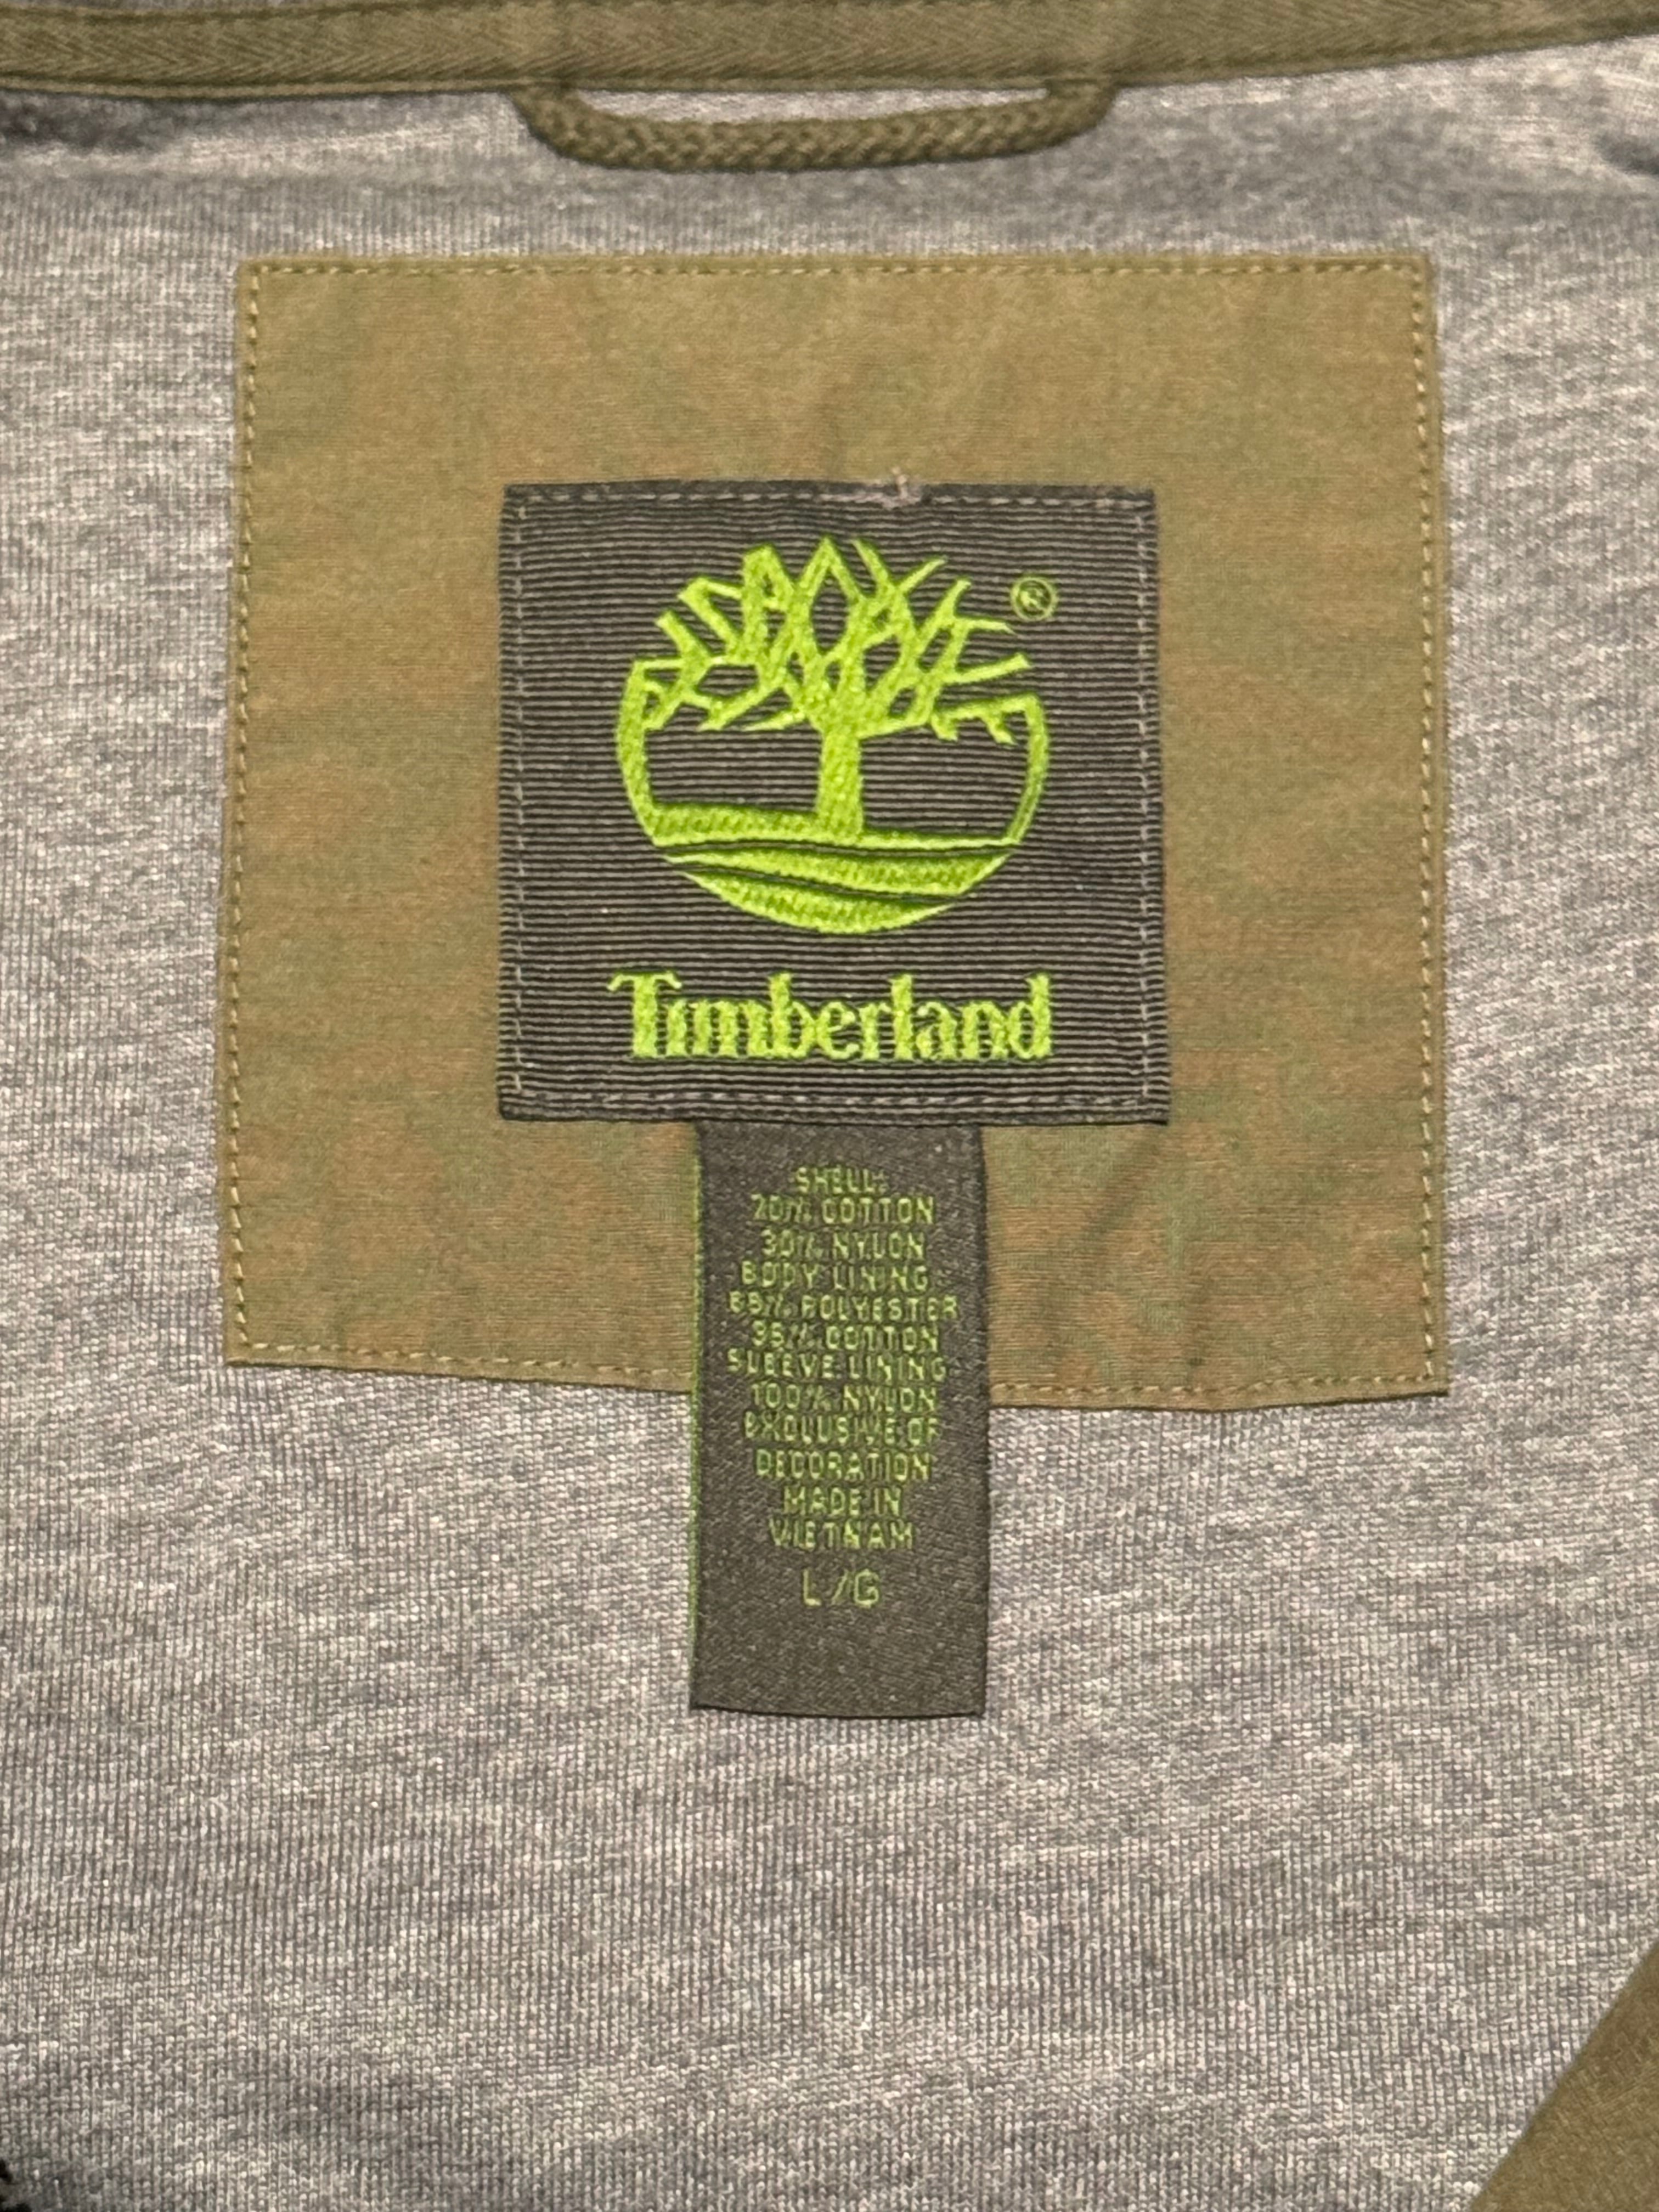 ®
Timberland
SHELL:
70% COTTON
30% NYLON
BODY LINING:
65% POLYESTER
35% COTTON
SLEEVE LINING
100% NYLON
EXCLUSIVE OF
DECORATION
MADE IN
VIETNAM
L/G